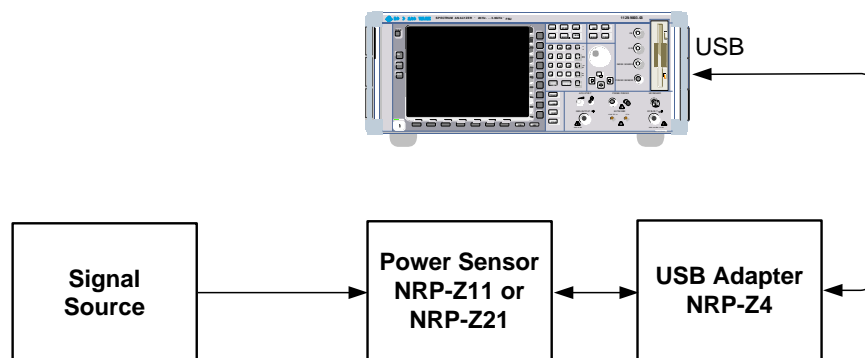 USB
Signal
Source
Power Sensor
NRP-Z11 or
NRP-Z21
USB Adapter
NRP-Z4